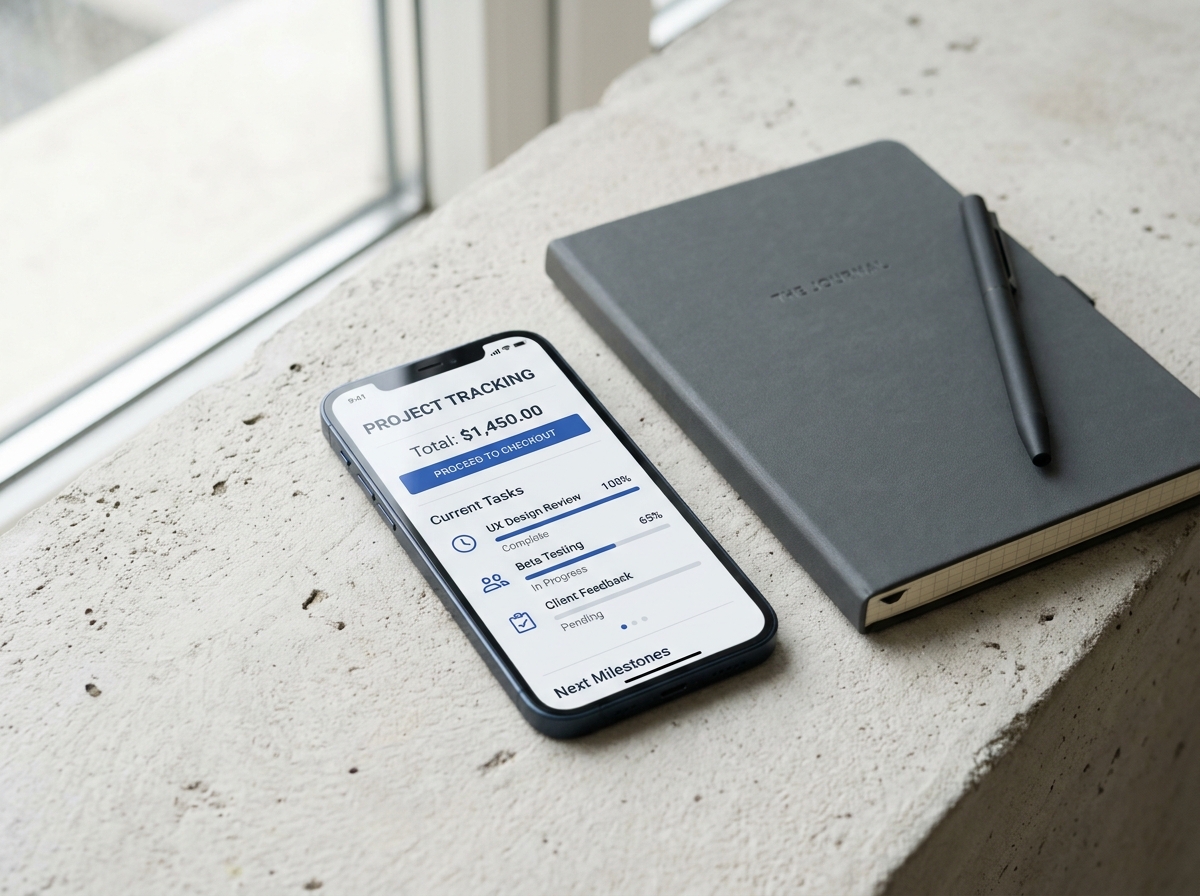 9:41
PROJECT TRACKING
Total: $1,450.00
PROCEED TO CHECKOUT
Current Tasks
UX Design Review 100%
Complete
Beta Testing 65%
In Progress
Client Feedback
Pending
Next Milestones
THE JOURNAL